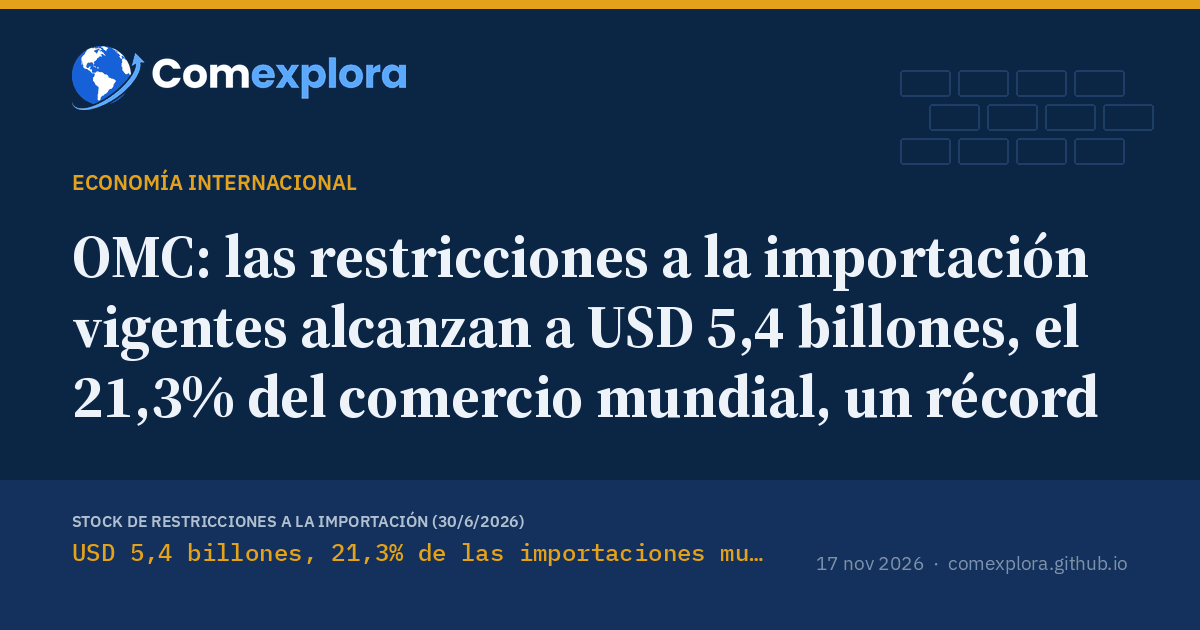 Comexplora
ECONOMÍA INTERNACIONAL
OMC: las restricciones a la importación
vigentes alcanzan a USD 5,4 billones, el
21,3% del comercio mundial, un récord
STOCK DE RESTRICCIONES A LA IMPORTACIÓN (30/6/2026)
USD 5,4 billones, 21,3% de las importaciones mu…
17 nov 2026 · comexplora.github.io